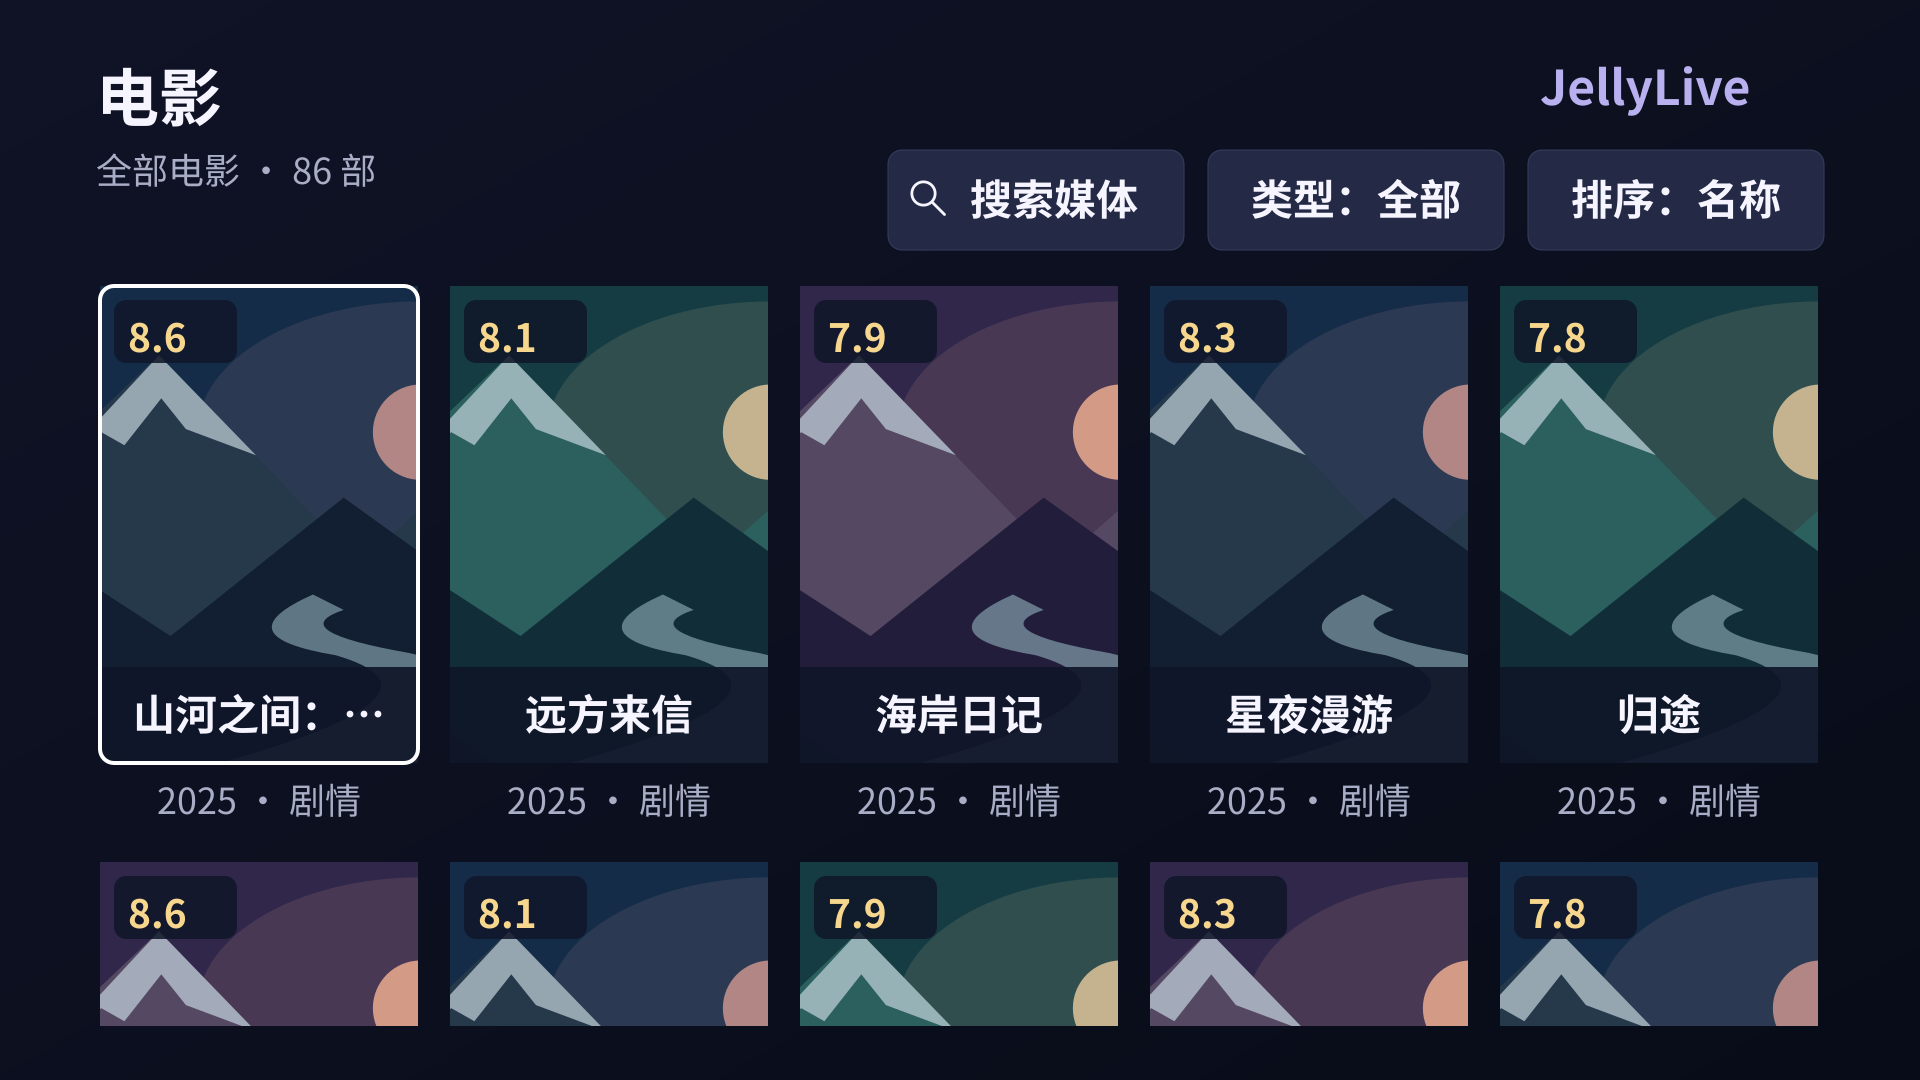 电影
JellyLive
全部电影 · 86 部
搜索媒体
类型：全部
排序：名称
8.6
8.1
7.9
8.3
7.8
山河之间：…
远方来信
海岸日记
星夜漫游
归途
2025 · 剧情
2025 · 剧情
2025 · 剧情
2025 · 剧情
2025 · 剧情
8.6
8.1
7.9
8.3
7.8